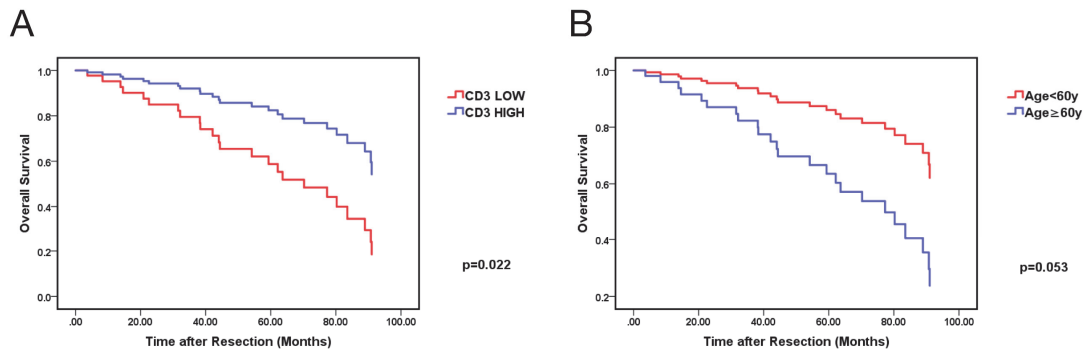 A
B
1.0
0.8
0.6
0.4
0.2
0.0
Overall Survival
.00 20.00 40.00 60.00 80.00 100.00
Time after Resection (Months)
CD3 LOW
CD3 HIGH
p=0.022
1.0
0.8
0.6
0.4
0.2
Overall Survival
.00 20.00 40.00 60.00 80.00 100.00
Time after Resection (Months)
Age<60y
Age≥60y
p=0.053